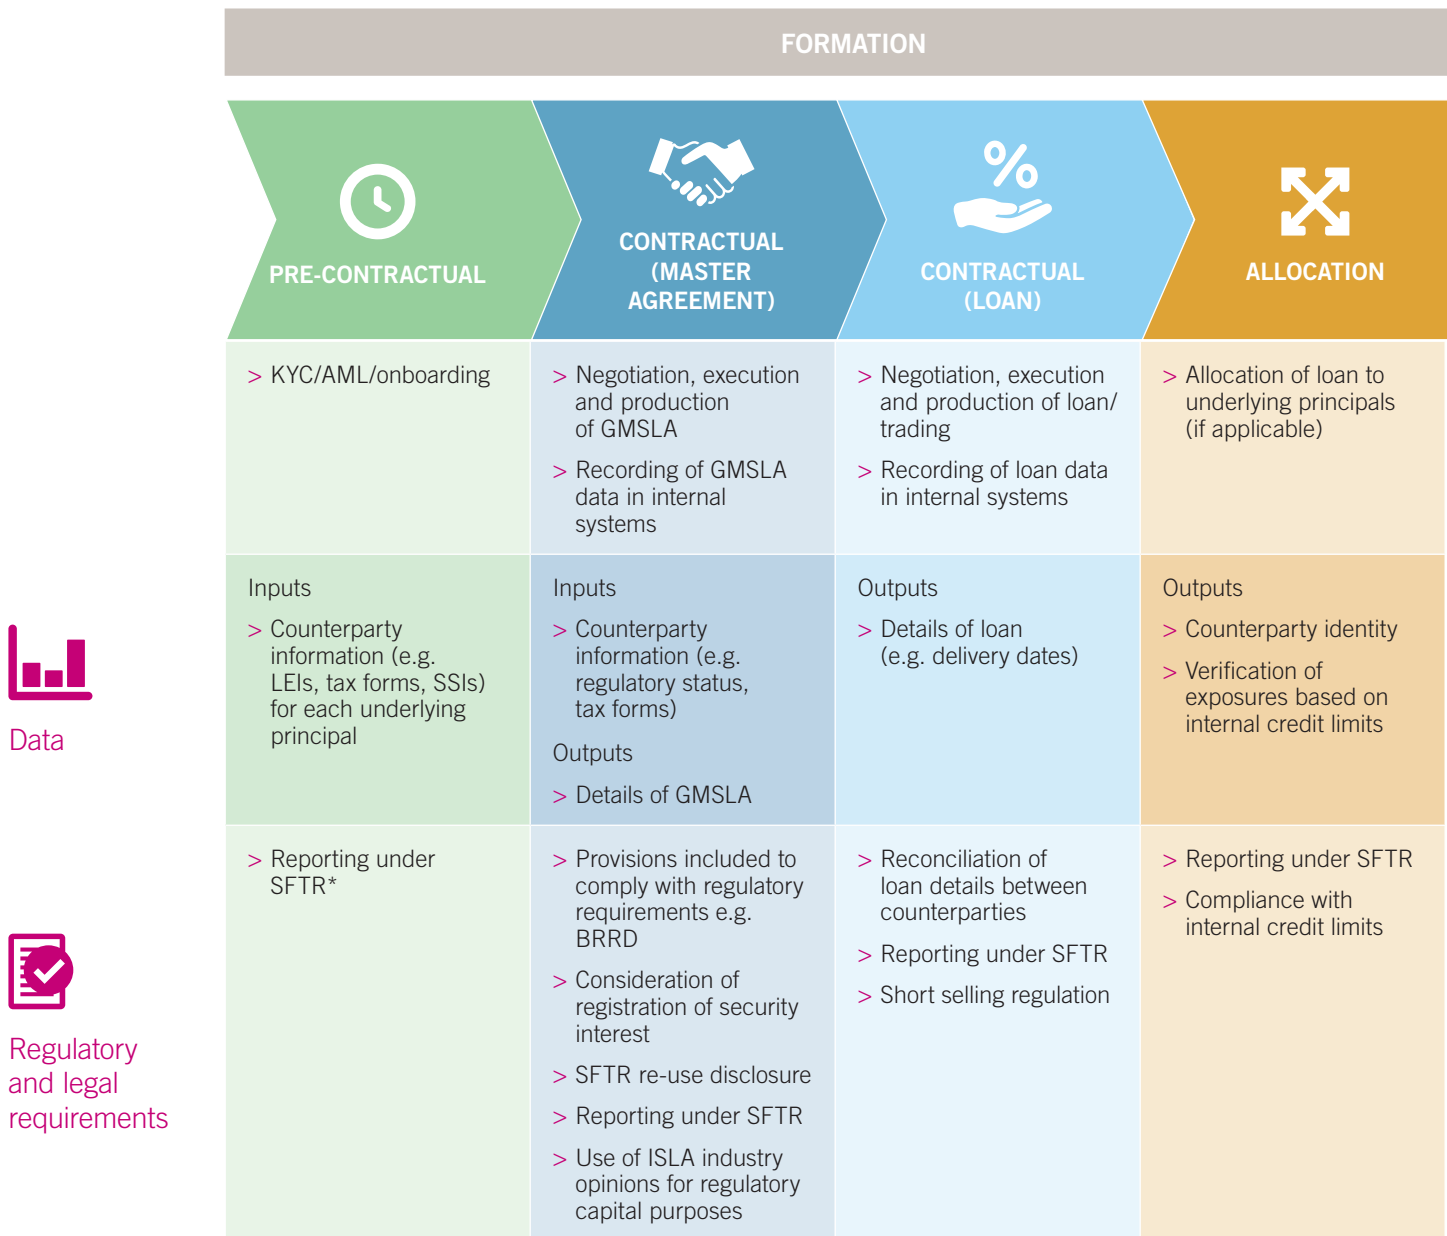 FORMATION
PRE-CONTRACTUAL
CONTRACTUAL
(MASTER
AGREEMENT)
CONTRACTUAL
(LOAN)
ALLOCATION
> KYC/AML/onboarding
> Negotiation, execution
and production
of GMSLA
> Recording of GMSLA
data in internal
systems
> Negotiation, execution
and production of loan/
trading
> Recording of loan data
in internal systems
> Allocation of loan to
underlying principals
(if applicable)
Data
Inputs
> Counterparty
information (e.g.
LEIs, tax forms, SSIs)
for each underlying
principal
Inputs
> Counterparty
information (e.g.
regulatory status,
tax forms)
Outputs
> Details of GMSLA
Outputs
> Details of loan
(e.g. delivery dates)
Outputs
> Counterparty identity
> Verification of
exposures based on
internal credit limits
Regulatory
and legal
requirements
> Reporting under
SFTR*
> Provisions included to
comply with regulatory
requirements e.g.
BRRD
> Consideration of
registration of security
interest
> SFTR re-use disclosure
> Reporting under SFTR
> Use of ISLA industry
opinions for regulatory
capital purposes
> Reconciliation of
loan details between
counterparties
> Reporting under SFTR
> Short selling regulation
> Reporting under SFTR
> Compliance with
internal credit limits